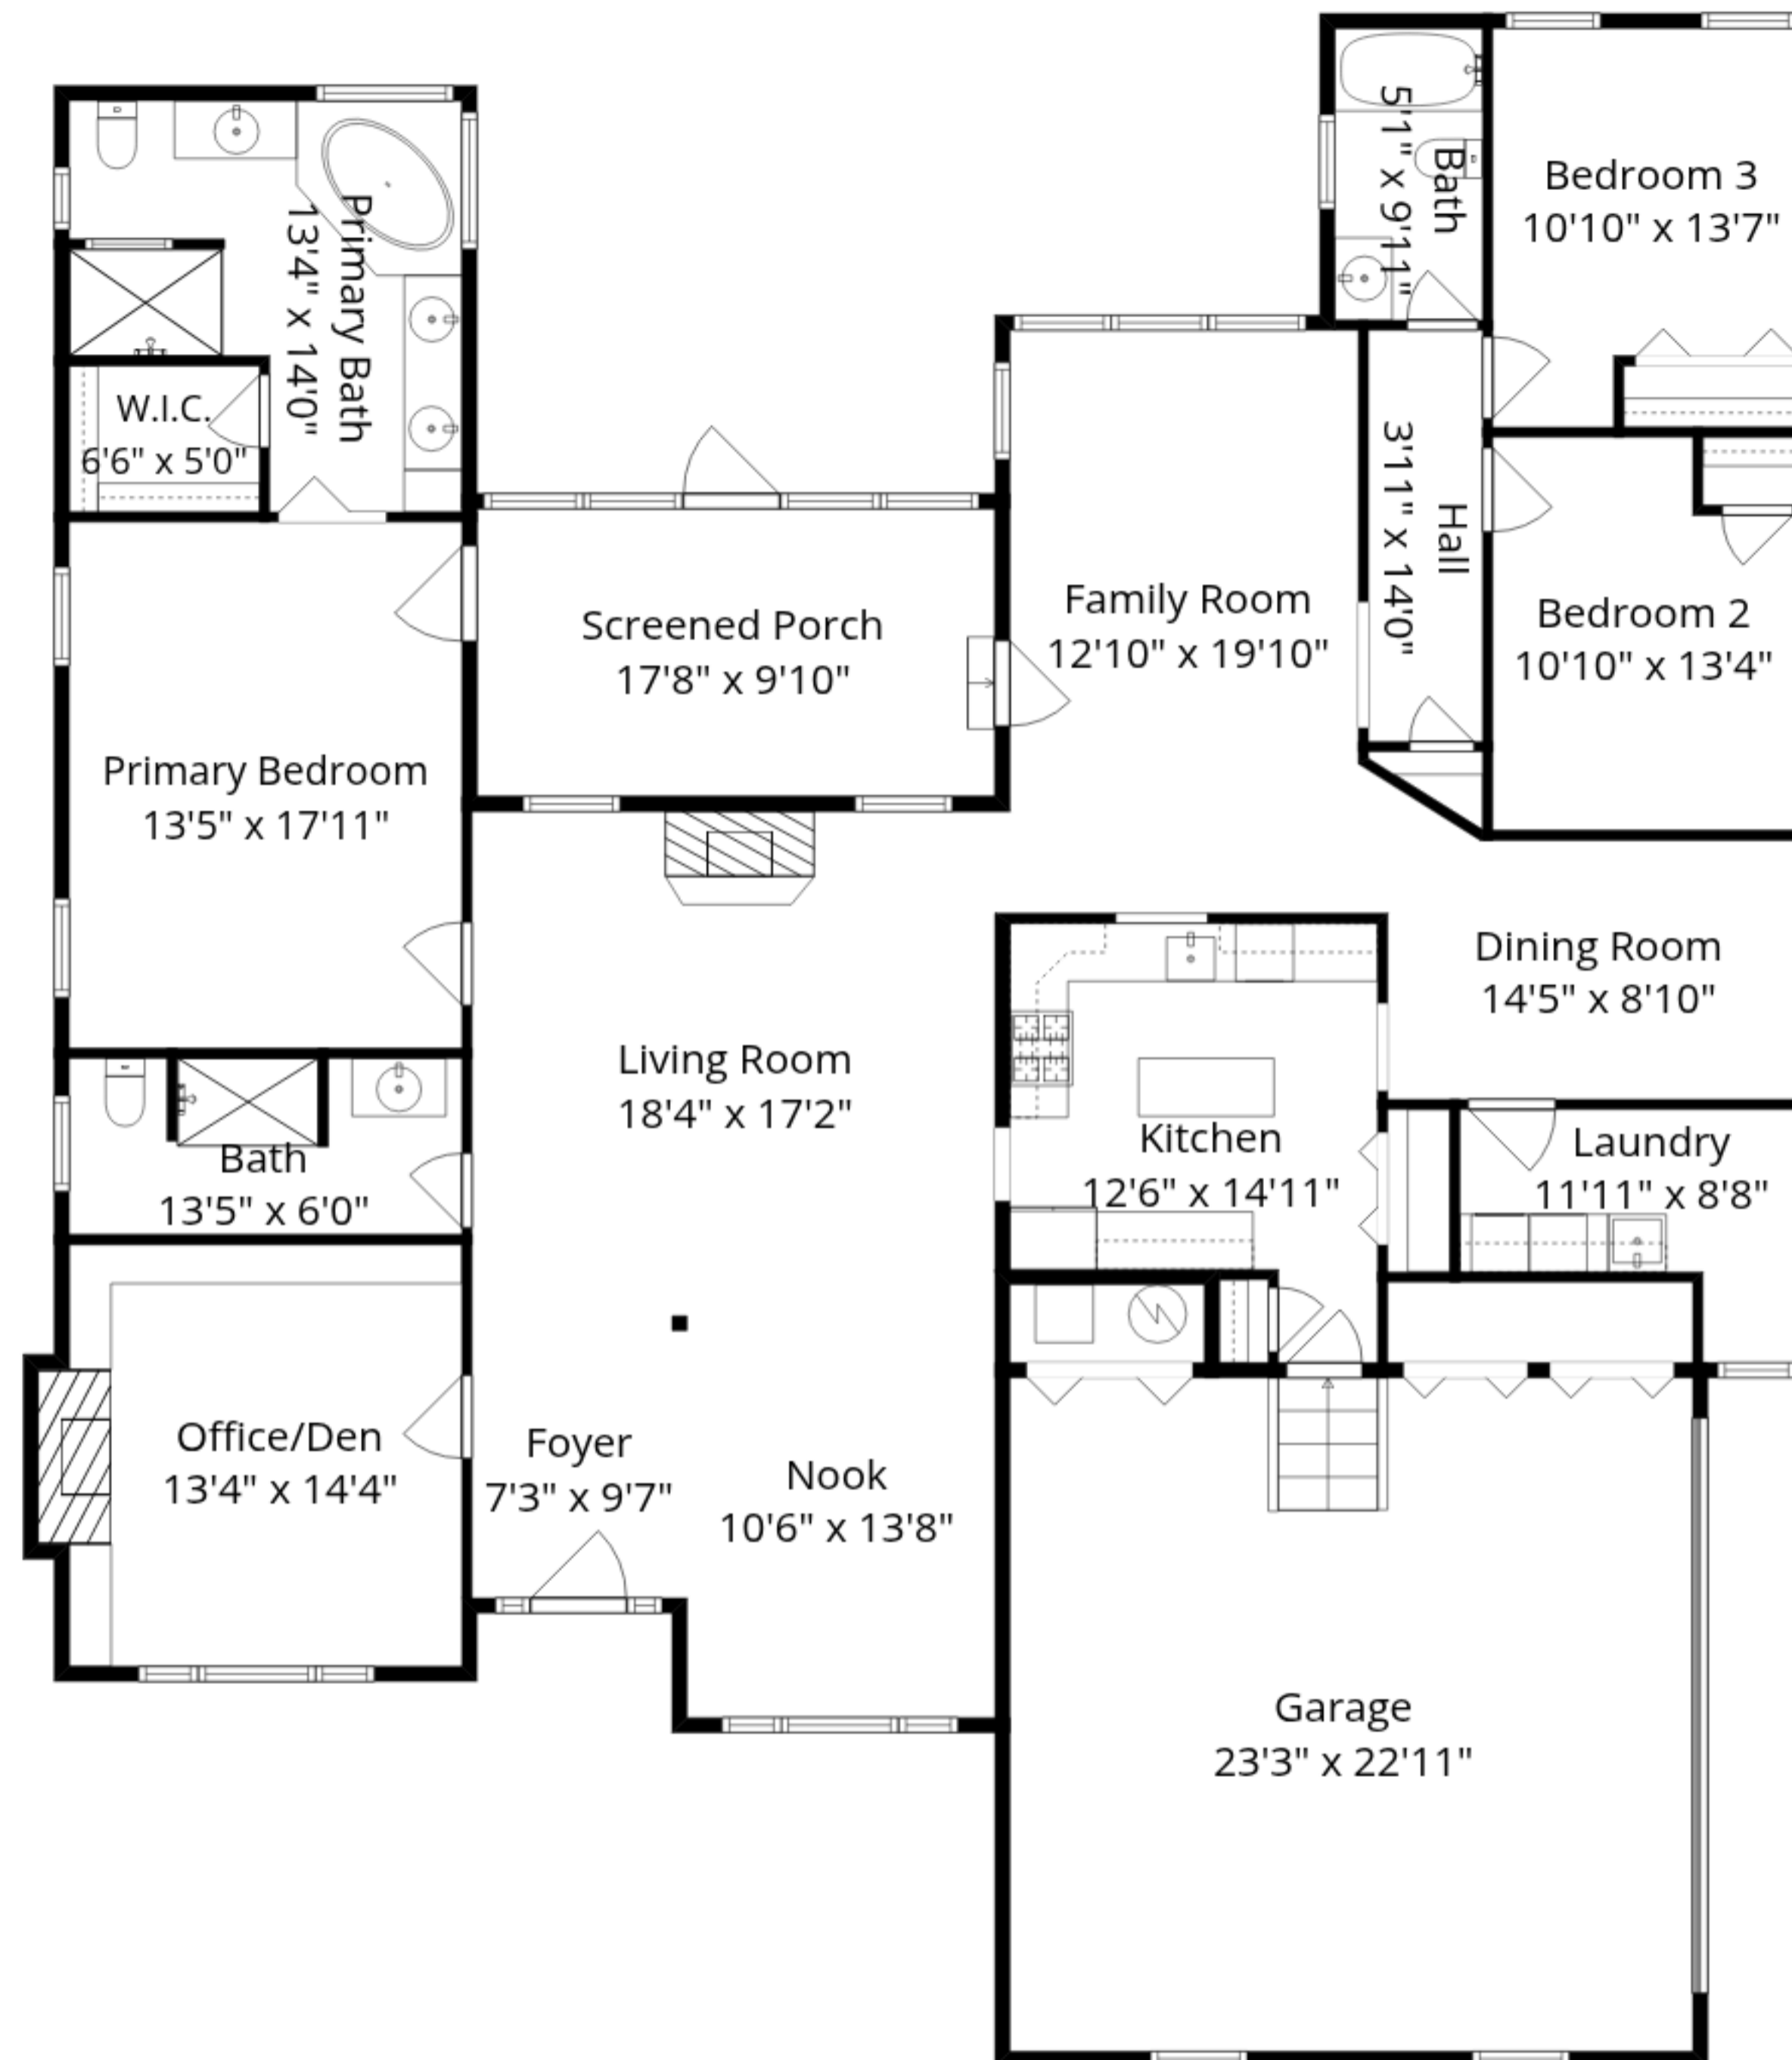 Primary Bath
13'4" x 14'0"
W.I.C.
6'6" x 5'0"
Bath
5'1" x 9'11"
Bedroom 3
10'10" x 13'7"
Hall
3'11" x 14'0"
Screened Porch
17'8" x 9'10"
Family Room
12'10" x 19'10"
Bedroom 2
10'10" x 13'4"
Primary Bedroom
13'5" x 17'11"
Living Room
18'4" x 17'2"
Dining Room
14'5" x 8'10"
Kitchen
12'6" x 14'11"
Laundry
11'11" x 8'8"
Bath
13'5" x 6'0"
Office/Den
13'4" x 14'4"
Foyer
7'3" x 9'7"
Nook
10'6" x 13'8"
Garage
23'3" x 22'11"